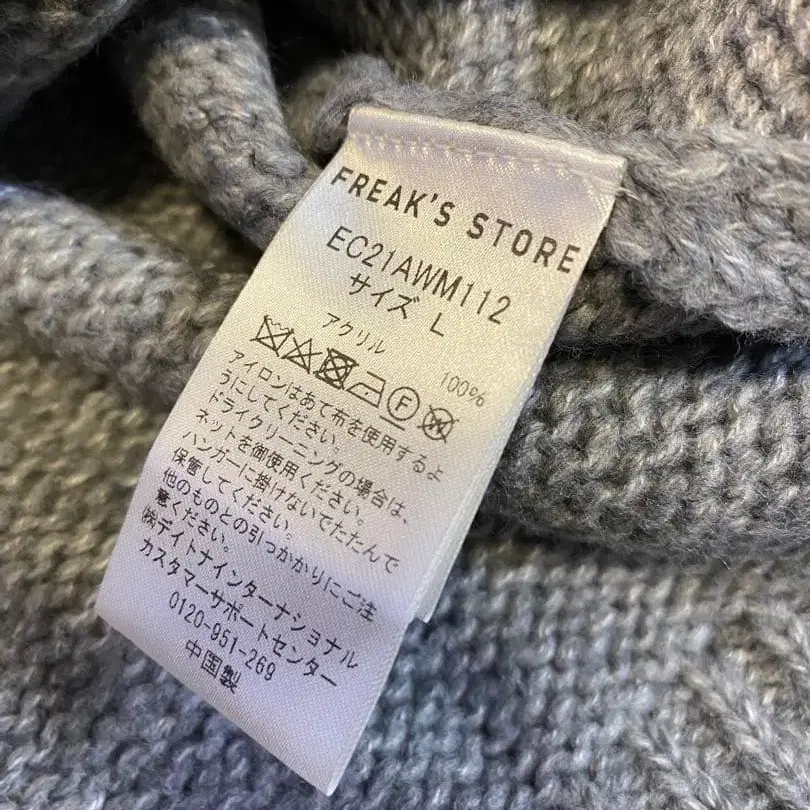 FREAK'S STORE
EC21AWM112
サイズ L
アクリル 100%
F W
アイロンはあて布を使用するよ
うにしてください。
ドライクリーニングの場合は、
ネットを御使用ください。
ハンガーに掛けないでたたんで
保管してください。
他のものとの引っかかりにご注
意ください。
㈱デイトナインターナショナル
カスタマーサポートセンター
0120-951-269
中国製